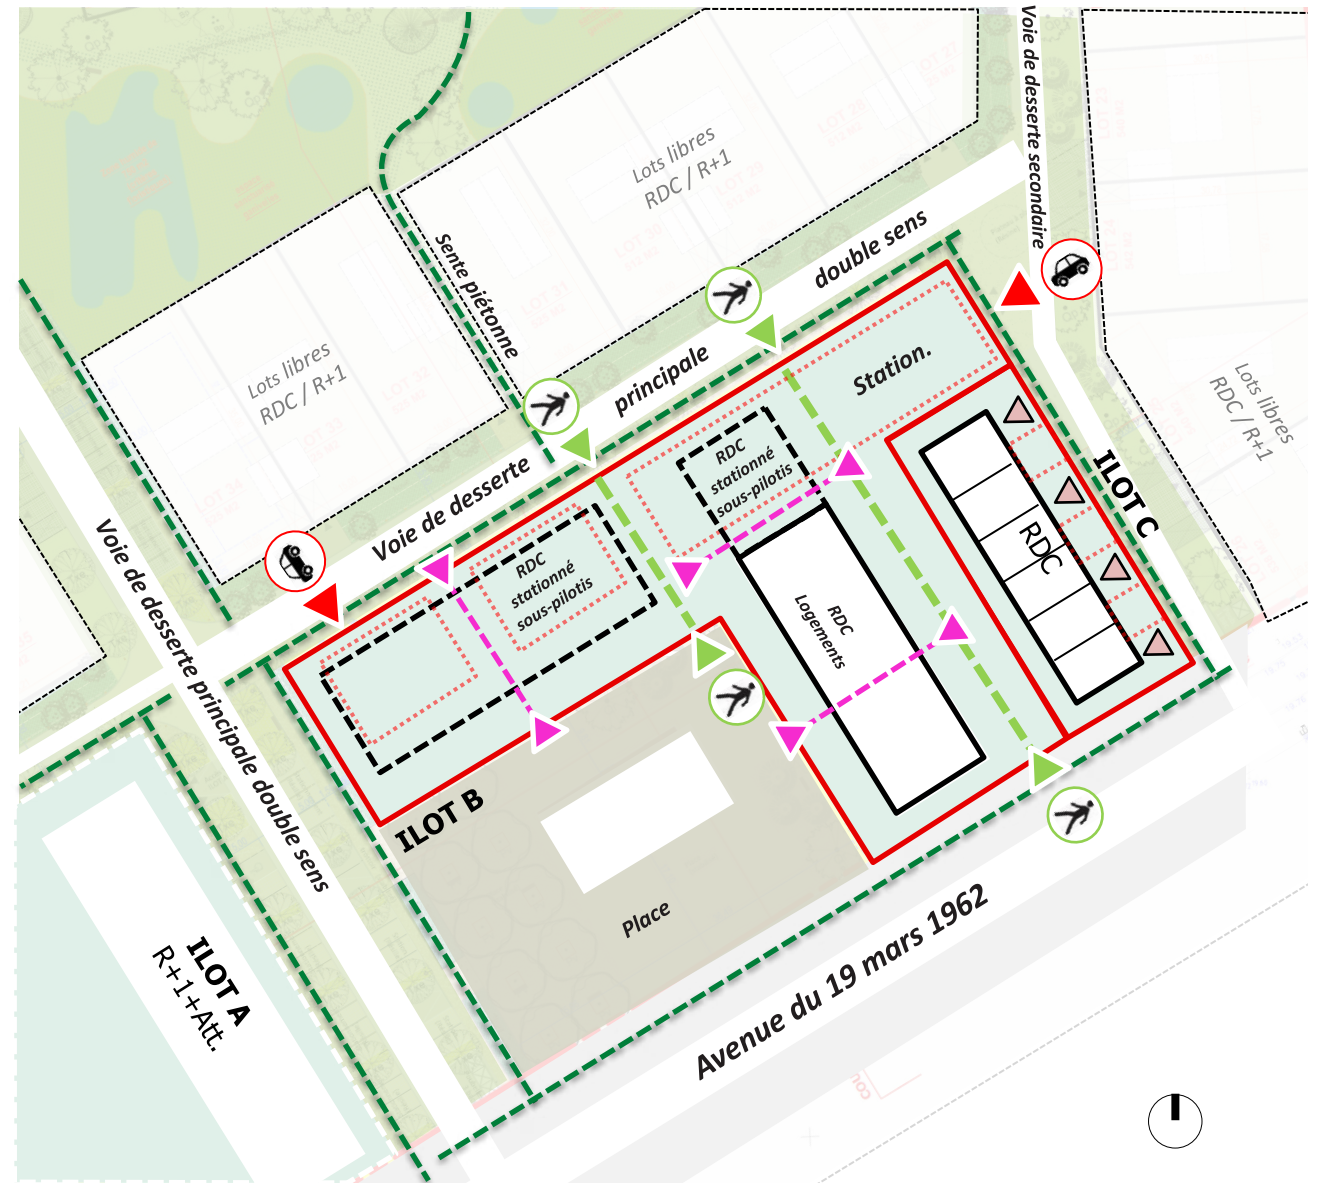 Voie de desserte secondaire
Lots libres
RDC / R+1
double sens
Sente piétonne
principale
Station.
Lots libres
RDC / R+1
Lots libres
RDC / R+1
RDC
stationné
sous-pilotis
Voie de desserte
ILOT C
RDC
Voie de desserte principale double sens
RDC
stationné
sous-pilotis
RDC
Logements
ILOT B
Place
ILOT A
R+1+Att.
Avenue du 19 mars 1962